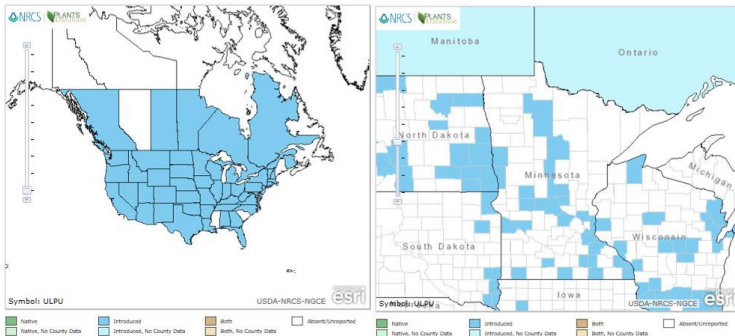 NRCS PLANTS
Symbol: ULPU
USDA-NRCS-NGCE
esri
Native
Introduced
Both
Absent/Unreported
Native, No County Data
Introduced, No County Data
Both, No County Data
NRCS PLANTS
Manitoba
Ontario
North Dakota
Minnesota
Michigan
South Dakota
Wisconsin
Iowa
Symbol: ULPU
USDA-NRCS-NGCE
esri
Native
Introduced
Both
Absent/Unreported
Native, No County Data
Introduced, No County Data
Both, No County Data